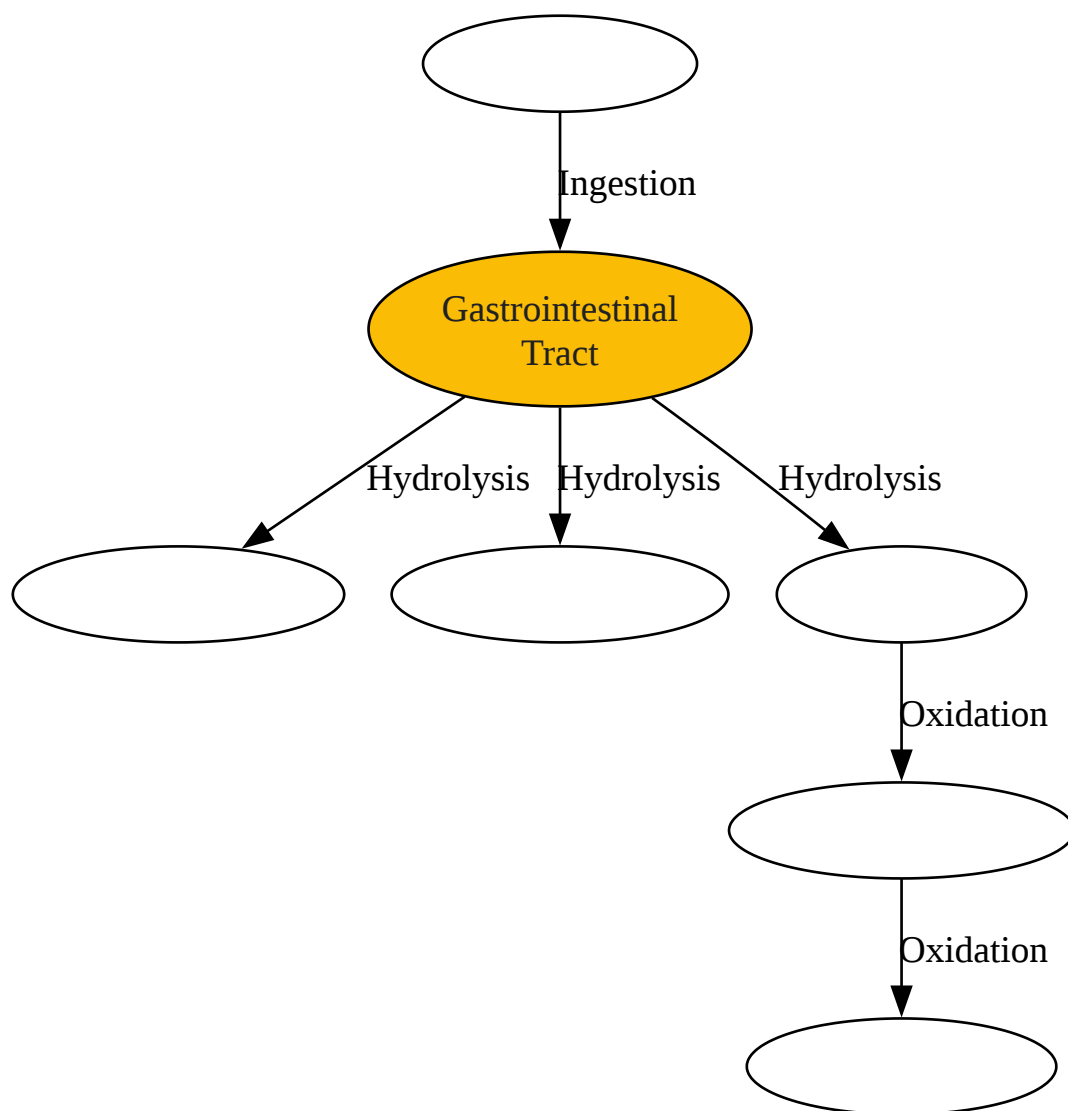 Ingestion
Gastrointestinal
Tract
Hydrolysis
Hydrolysis
Hydrolysis
Oxidation
Oxidation